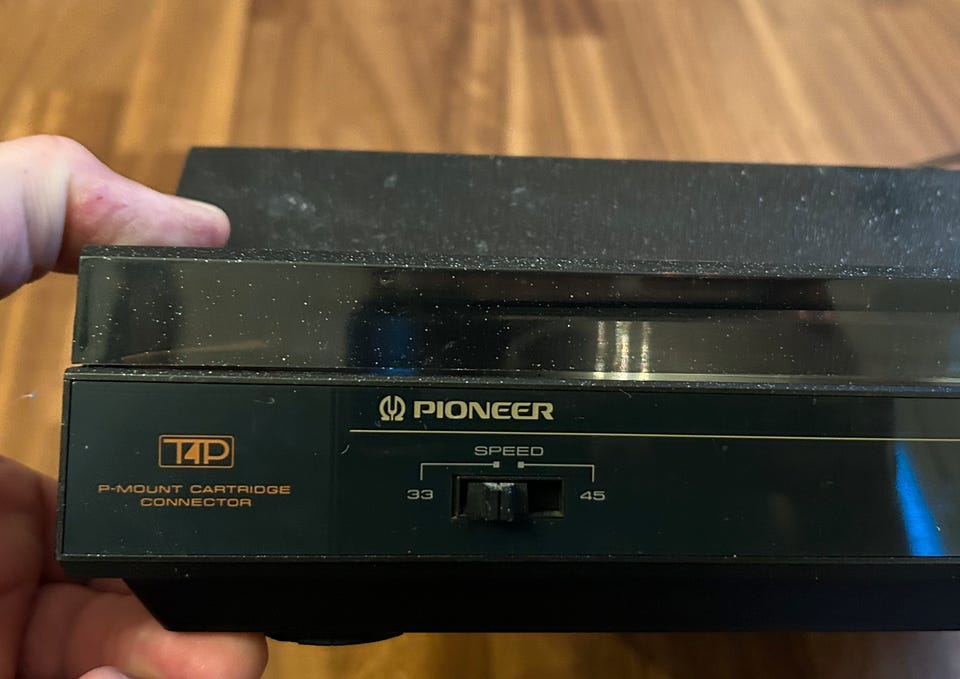 PIONEER
SPEED
33 45
T4P
P-MOUNT CARTRIDGE
CONNECTOR